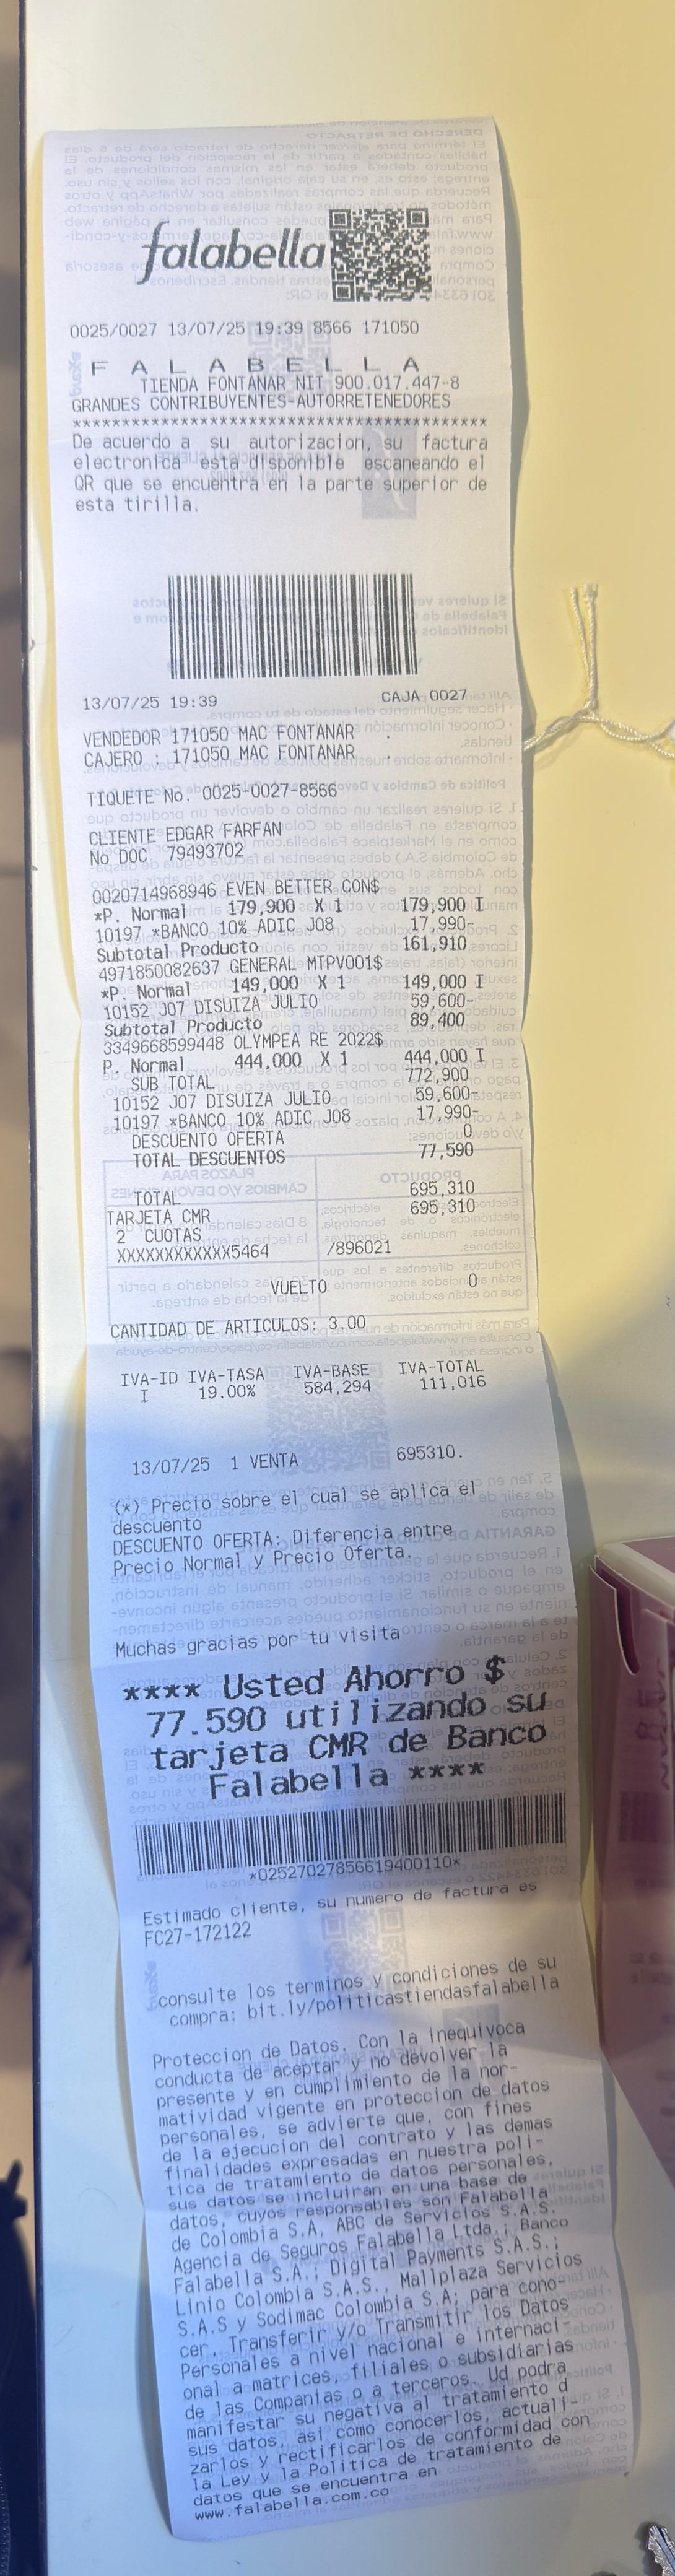 falabella
0025/0027 13/07/25 19:39 8566 171050
F A L A B E L L A
TIENDA FONTANAR NIT 900.017.447-8
GRANDES CONTRIBUYENTES-AUTORRETENEDORES
******************************************
De acuerdo a su autorizacion, su factura
electronica esta disponible escaneando el
QR que se encuentra en la parte superior de
esta tirilla.
13/07/25 19:39 CAJA 0027
VENDEDOR 171050 MAC FONTANAR
CAJERO : 171050 MAC FONTANAR
TIQUETE No. 0025-0027-8566
CLIENTE EDGAR FARFAN
No DOC 79493702
0020714968946 EVEN BETTER CON$
*P. Normal 179,900 X 1 179,900 I
10197 *BANCO 10% ADIC J08 17,990-
Subtotal Producto 161,910
4971850082637 GENERAL MTPV001$
*P. Normal 149,000 X 1 149,000 I
10152 J07 DISUIZA JULIO 59,600-
Subtotal Producto 89,400
3349668599448 OLYMPEA RE 2022$
P. Normal 444,000 X 1 444,000 I
SUB TOTAL 772,900
10152 J07 DISUIZA JULIO 59,600-
10197 *BANCO 10% ADIC J08 17,990-
DESCUENTO OFERTA 0
TOTAL DESCUENTOS 77,590
TOTAL 695,310
TARJETA CMR 695,310
2 CUOTAS
XXXXXXXXXXXX5464 /896021
VUELTO 0
CANTIDAD DE ARTICULOS: 3.00
IVA-ID IVA-TASA IVA-BASE IVA-TOTAL
I 19.00% 584,294 111,016
13/07/25 1 VENTA 695310.
(*) Precio sobre el cual se aplica el
descuento
DESCUENTO OFERTA: Diferencia entre
Precio Normal y Precio Oferta.
Muchas gracias por tu visita
**** Usted Ahorro $
77.590 utilizando su
tarjeta CMR de Banco
Falabella ****
*02527027856619400110*
Estimado cliente, su numero de factura es
FC27-172122
consulte los terminos y condiciones de su
compra: bit.ly/politicastiendasfalabella
Proteccion de Datos. Con la inequivoca
conducta de aceptar y no devolver la
presente y en cumplimiento de la nor-
matividad vigente en proteccion de datos
personales, se advierte que, con fines
de la ejecucion del contrato y las demas
finalidades expresadas en nuestra poli-
tica de tratamiento de datos personales,
sus datos se incluiran en una base de
datos, cuyos responsables son Falabella
de Colombia S.A, ABC de Servicios S.A.S.
Agencia de Seguros Falabella Ltda.; Banco
Falabella S.A.; Digital Payments S.A.S.;
Linio Colombia S.A.S., Mallplaza Servicios
S.A.S y Sodimac Colombia S.A; para cono-
cer, Transferir y/o Transmitir los Datos
Personales a nivel nacional e internaci-
onal a matrices, filiales o subsidiarias
de las Companias o a terceros. Ud podra
manifestar su negativa al tratamiento d
sus datos, asi como conocerlos, actuali-
zarlos y rectificarlos de conformidad con
la Ley y la Politica de tratamiento de
datos que se encuentra en
www.falabella.com.co